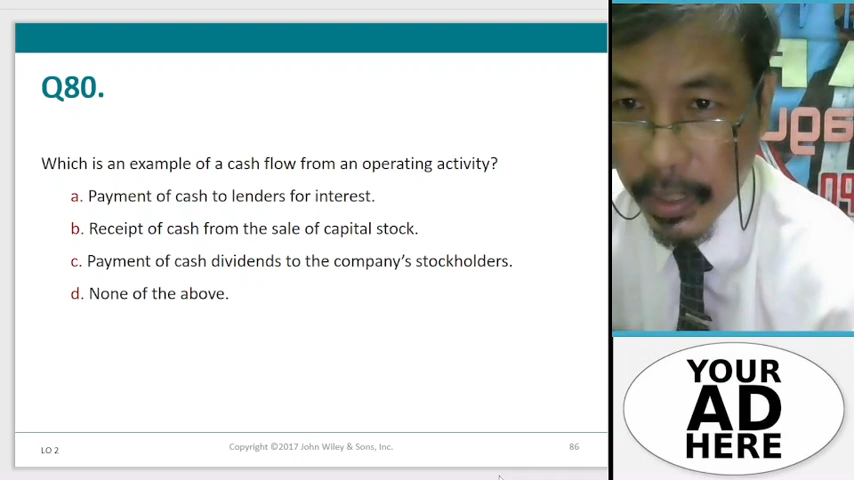 Q80.
Which is an example of a cash flow from an operating activity?
a. Payment of cash to lenders for interest.
b. Receipt of cash from the sale of capital stock.
c. Payment of cash dividends to the company’s stockholders.
d. None of the above.
LO 2
Copyright ©2017 John Wiley & Sons, Inc.
86
09
YOUR
AD
HERE